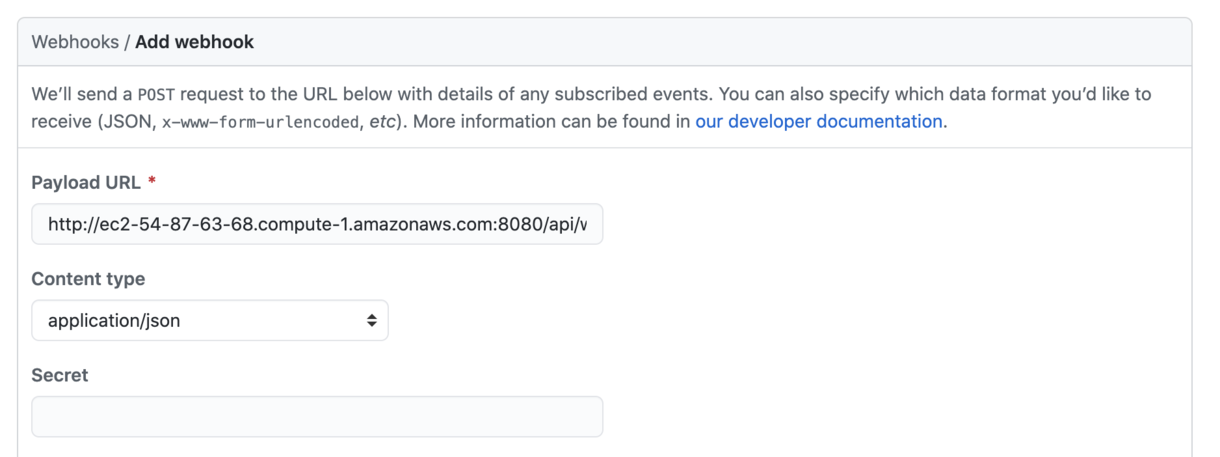 Webhooks / Add webhook
We’ll send a POST request to the URL below with details of any subscribed events. You can also specify which data format you’d like to
receive (JSON, x-www-form-urlencoded, etc). More information can be found in our developer documentation.
Payload URL *
http://ec2-54-87-63-68.compute-1.amazonaws.com:8080/api/w
Content type
application/json
Secret